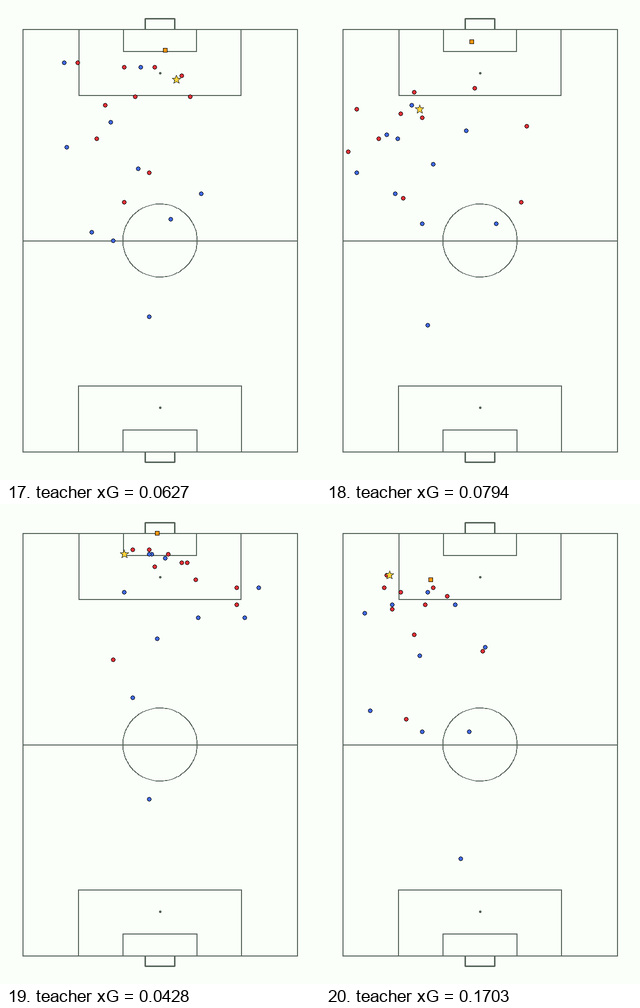 17. teacher xG = 0.0627
18. teacher xG = 0.0794
19. teacher xG = 0.0428
20. teacher xG = 0.1703